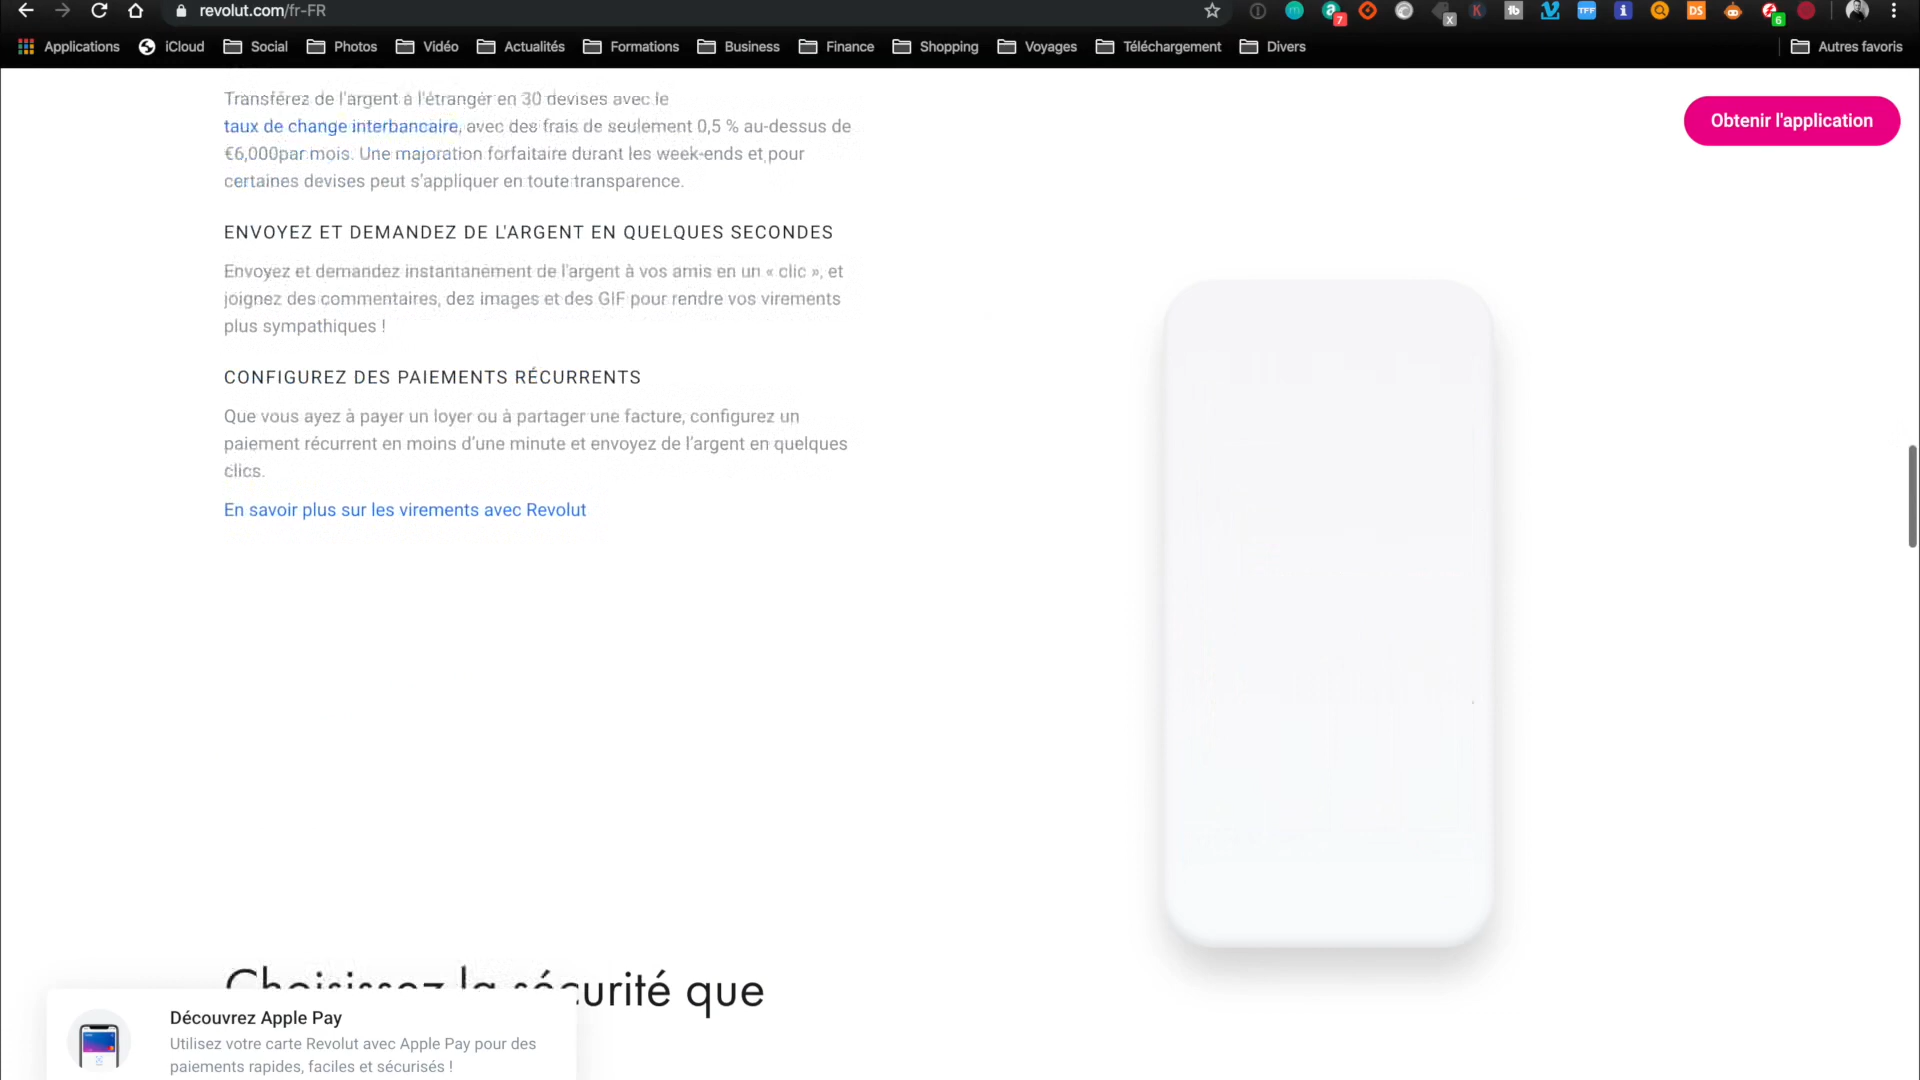 revolut.com/fr-FR
7
x
K
tb
TFF
i
DS
6
Applications
iCloud
Social
Photos
Vidéo
Actualités
Formations
Business
Finance
Shopping
Voyages
Téléchargement
Divers
Autres favoris
Transférez de l'argent à l'étranger en 30 devises avec le
taux de change interbancaire, avec des frais de seulement 0,5 % au-dessus de
€6,000par mois. Une majoration forfaitaire durant les week-ends et pour
certaines devises peut s'appliquer en toute transparence.
Obtenir l'application
ENVOYEZ ET DEMANDEZ DE L'ARGENT EN QUELQUES SECONDES
Envoyez et demandez instantanément de l'argent à vos amis en un « clic », et
joignez des commentaires, dez images et des GIF pour rendre vos virements
plus sympathiques !
CONFIGUREZ DES PAIEMENTS RÉCURRENTS
Que vous ayez à payer un loyer ou à partager une facture, configurez un
paiement récurrent en moins d’une minute et envoyez de l’argent en quelques
clics.
En savoir plus sur les virements avec Revolut
Choisissez la sécurité que
Découvrez Apple Pay
Utilisez votre carte Revolut avec Apple Pay pour des
paiements rapides, faciles et sécurisés !